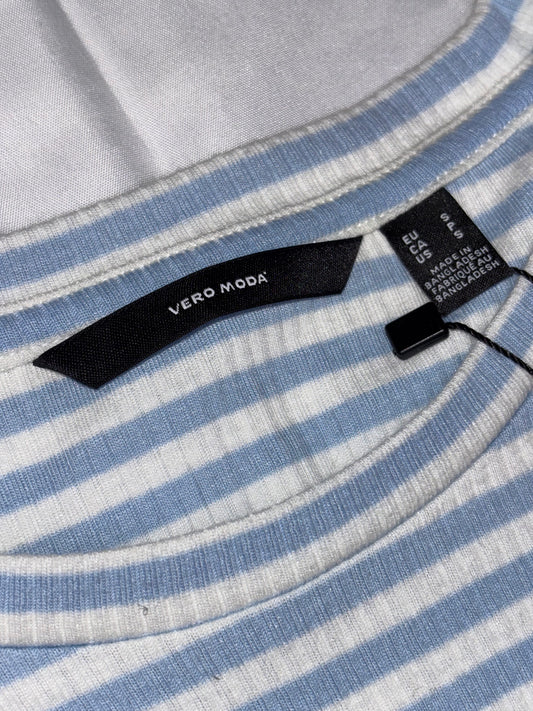 VERO MODA
EU S
CA P
US S
MADE IN
BANGLADESH
FABRIQUE AU
BANGLADESH